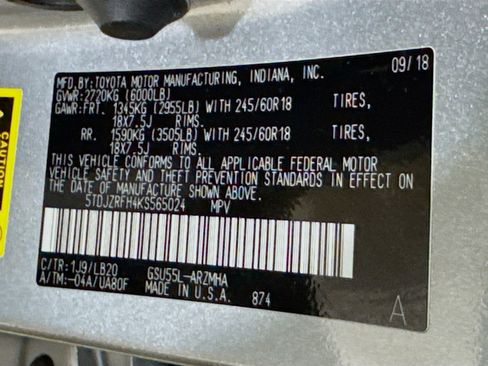 MFD.BY:TOYOTA MOTOR MANUFACTURING, INDIANA, INC. 09/18
GVWR:2720KG (6000LB)
GAWR:FRT. 1345KG (2955LB) WITH 245/60R18 TIRES,
18X7.5J RIMS.
RR. 1590KG (3505LB) WITH 245/60R18 TIRES,
18X7.5J RIMS.
THIS VEHICLE CONFORMS TO ALL APPLICABLE FEDERAL MOTOR
VEHICLE SAFETY AND THEFT PREVENTION STANDARDS IN EFFECT ON
THE DATE OF MANUFACTURE SHOWN ABOVE.
5TDJZRFH4KS565024 MPV
C/TR:1J9/LB20 GSU55L-ARZMHA
A/TM:-04A/UA80F MADE IN U.S.A. 874
A
CAUTION